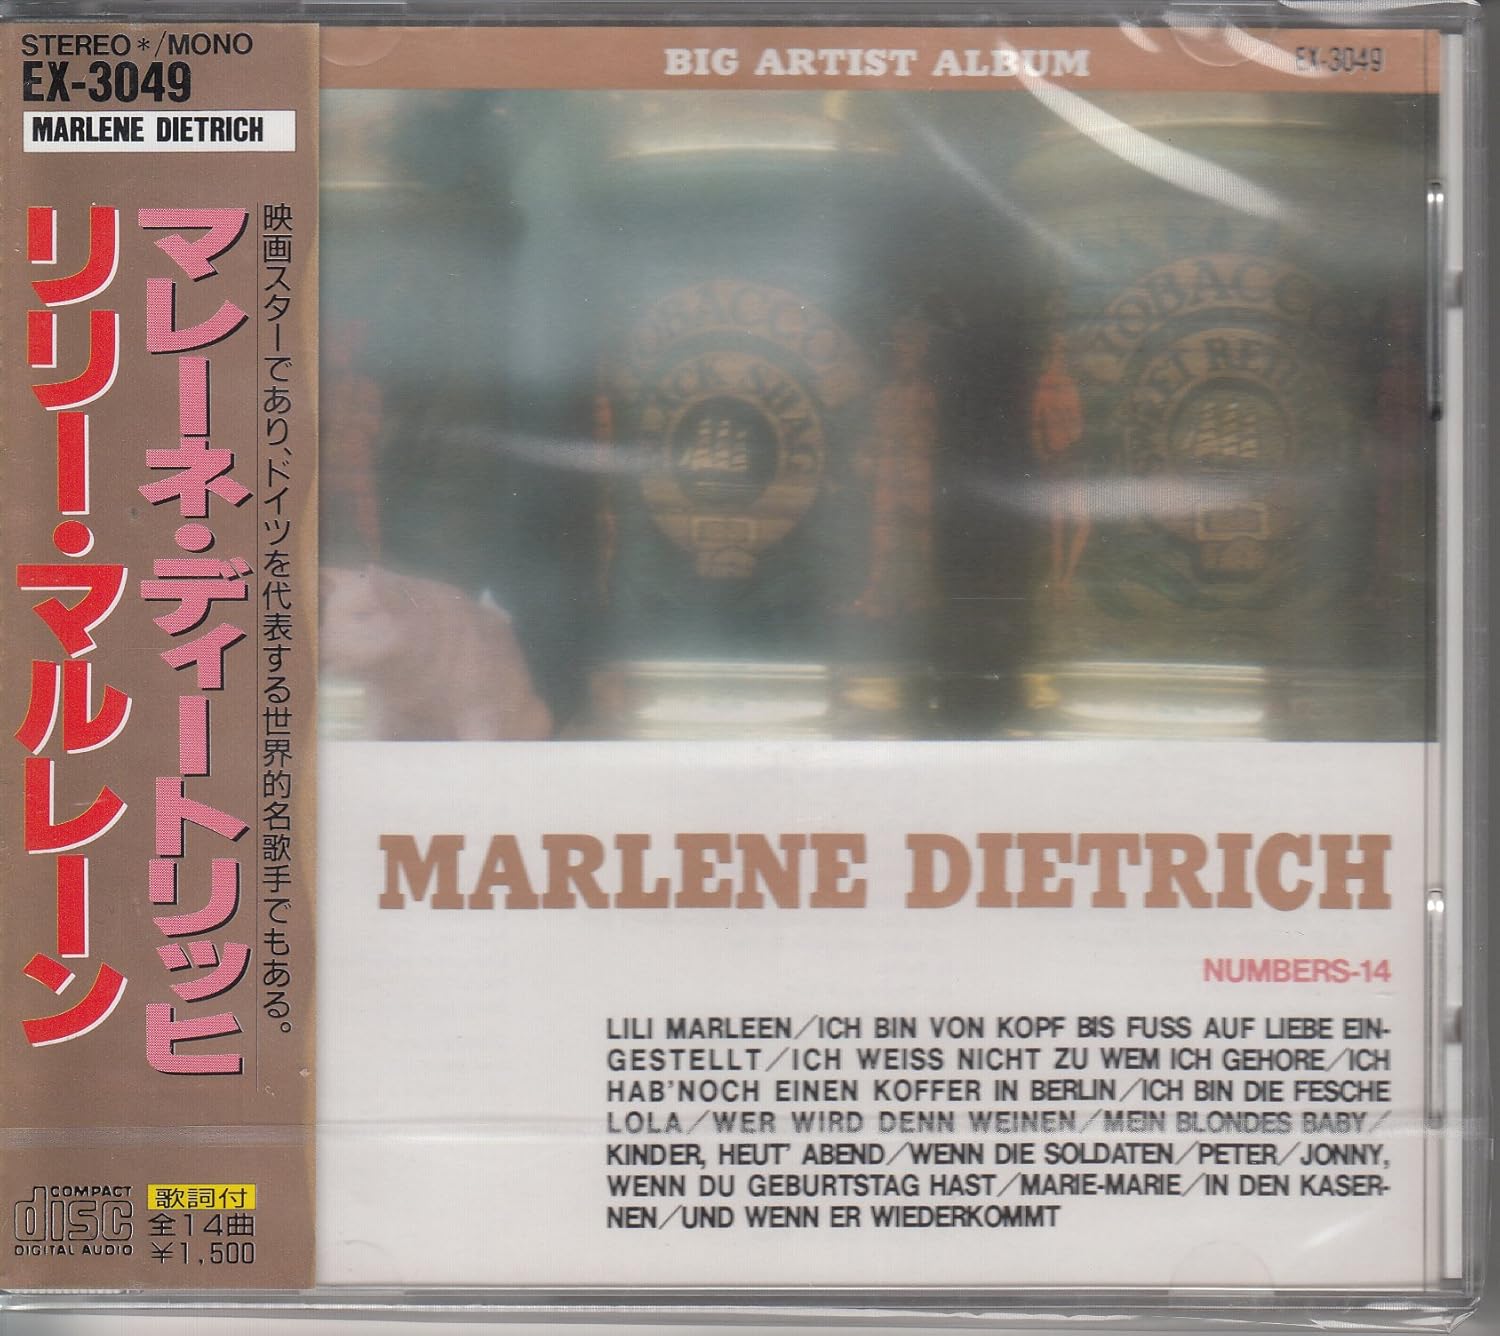 STEREO*/MONO
EX-3049
MARLENE DIETRICH
映画スターであり、ドイツを代表する世界的名歌手でもある。
マレーネ・ディートリッヒ
リリー・マルレーン
COMPACT
disc
DIGITAL AUDIO
歌詞付
全14曲
¥1,500
BIG ARTIST ALBUM
EX-3049
TOBACCO
TOBACCO
MARLENE DIETRICH
NUMBERS-14
LILI MARLEEN/ICH BIN VON KOPF BIS FUSS AUF LIEBE EIN-
GESTELLT/ICH WEISS NICHT ZU WEM ICH GEHORE/ICH
HAB'NOCH EINEN KOFFER IN BERLIN/ICH BIN DIE FESCHE
LOLA/WER WIRD DENN WEINEN/MEIN BLONDES BABY/
KINDER, HEUT' ABEND/WENN DIE SOLDATEN/PETER/JONNY,
WENN DU GEBURTSTAG HAST/MARIE-MARIE/IN DEN KASER-
NEN/UND WENN ER WIEDERKOMMT